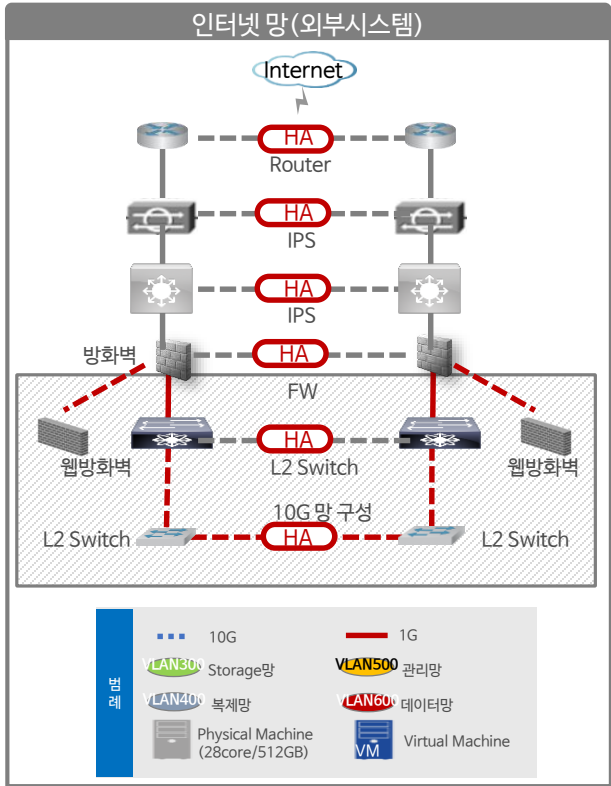 인터넷 망(외부시스템)
Internet
HA
Router
HA
IPS
HA
IPS
방화벽
HA
FW
웹방화벽
HA
웹방화벽
L2 Switch
10G 망 구성
L2 Switch
HA
L2 Switch
범례
10G
1G
VLAN300 Storage망
VLAN500 관리망
VLAN400 복제망
VLAN600 데이터망
Physical Machine
(28core/512GB)
VM
Virtual Machine